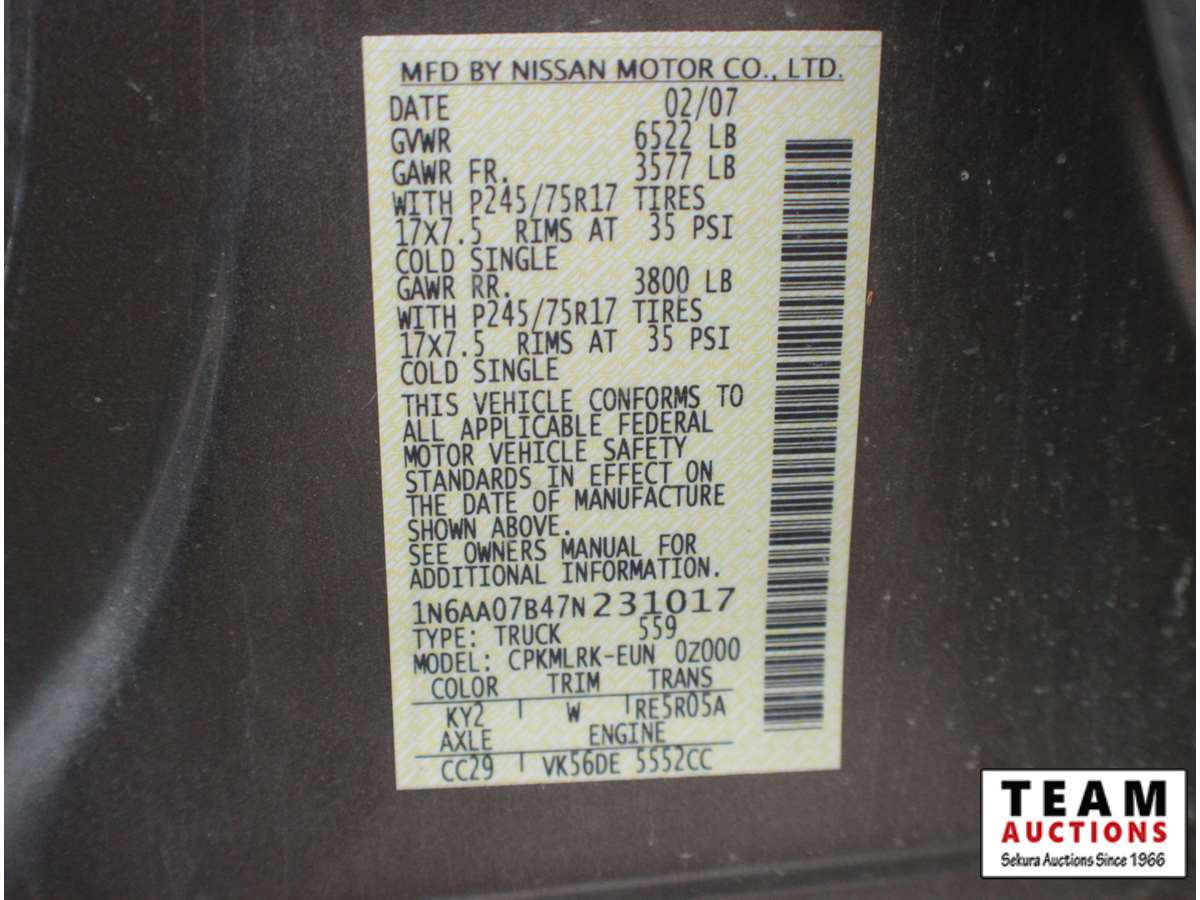 MFD BY NISSAN MOTOR CO., LTD.
DATE 02/07
GVWR 6522 LB
GAWR FR. 3577 LB
WITH P245/75R17 TIRES
17X7.5 RIMS AT 35 PSI
COLD SINGLE
GAWR RR. 3800 LB
WITH P245/75R17 TIRES
17X7.5 RIMS AT 35 PSI
COLD SINGLE
THIS VEHICLE CONFORMS TO
ALL APPLICABLE FEDERAL
MOTOR VEHICLE SAFETY
STANDARDS IN EFFECT ON
THE DATE OF MANUFACTURE
SHOWN ABOVE.
SEE OWNERS MANUAL FOR
ADDITIONAL INFORMATION.
1N6AA07B47N231017
TYPE: TRUCK 559
MODEL: CPKMLRK-EUN 0Z000
COLOR TRIM TRANS
KY2 W RE5R05A
AXLE ENGINE
CC29 VK56DE 5552CC
TEAM
AUCTIONS
Sekura Auctions Since 1966